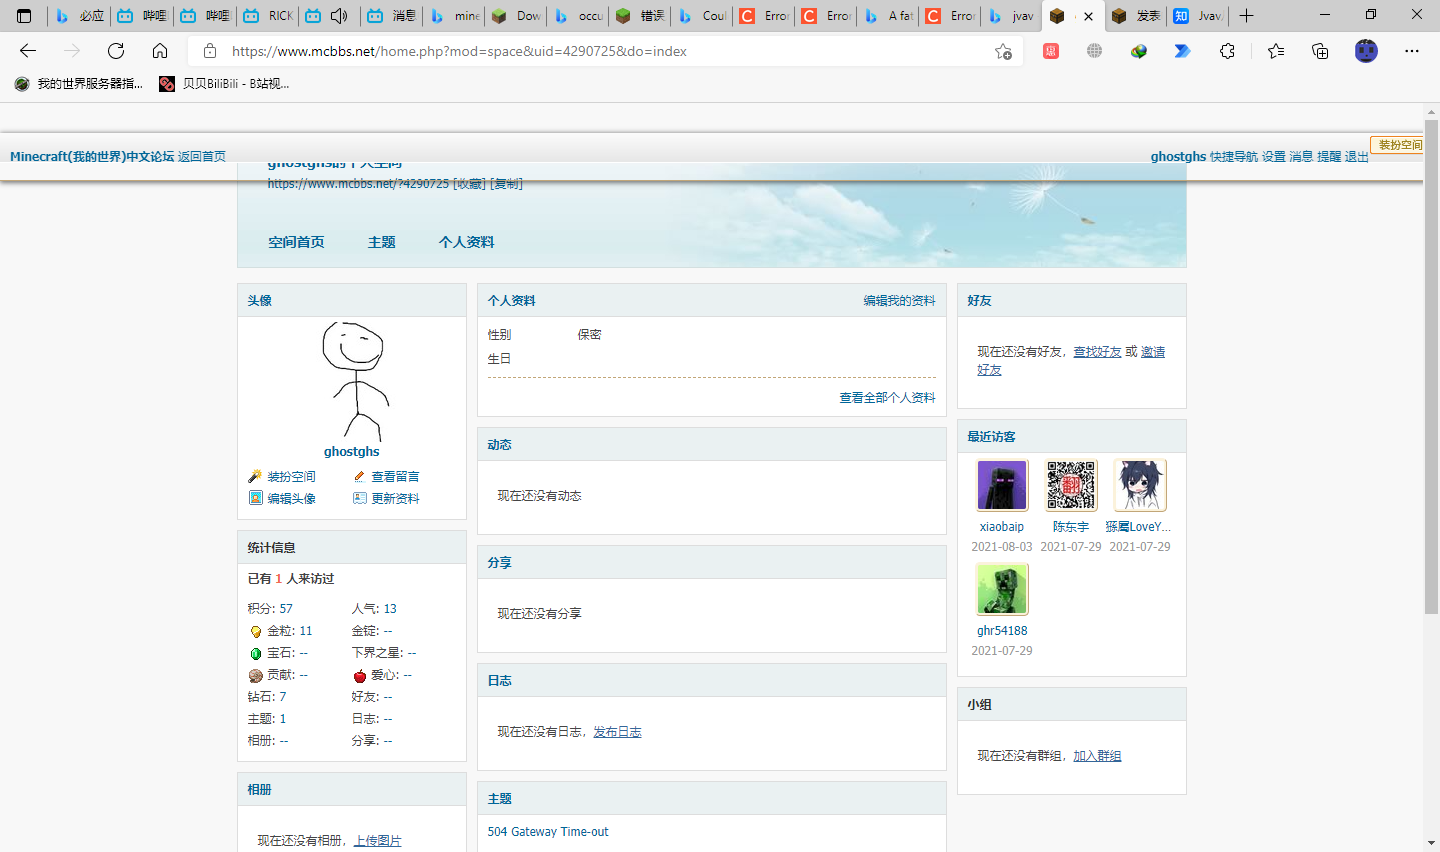 必应
哔哩
哔哩
RICK
消息
mine
Dow
occu
错误
Coul
Error
Error
A fat
Error
jvav
发表
Jvav
https://www.mcbbs.net/home.php?mod=space&uid=4290725&do=index
我的世界服务器指...
贝贝BiliBili - B站视...
Minecraft(我的世界)中文论坛 返回首页
ghostghs 快捷导航 设置 消息 提醒 退出
装扮空间
ghostghs的个人空间
https://www.mcbbs.net/?4290725 [收藏] [复制]
空间首页
主题
个人资料
头像
ghostghs
装扮空间
查看留言
编辑头像
更新资料
统计信息
已有 1 人来访过
积分: 57
人气: 13
金粒: 11
金锭: --
宝石: --
下界之星: --
贡献: --
爱心: --
钻石: 7
好友: --
主题: 1
日志: --
相册: --
分享: --
相册
现在还没有相册，上传图片
个人资料
编辑我的资料
性别
保密
生日
查看全部个人资料
动态
现在还没有动态
分享
现在还没有分享
日志
现在还没有日志，发布日志
主题
504 Gateway Time-out
好友
现在还没有好友，查找好友 或 邀请
好友
最近访客
xiaobaip
陈东宇
LoveY...
2021-08-03
2021-07-29
2021-07-29
ghr54188
2021-07-29
小组
现在还没有群组，加入群组